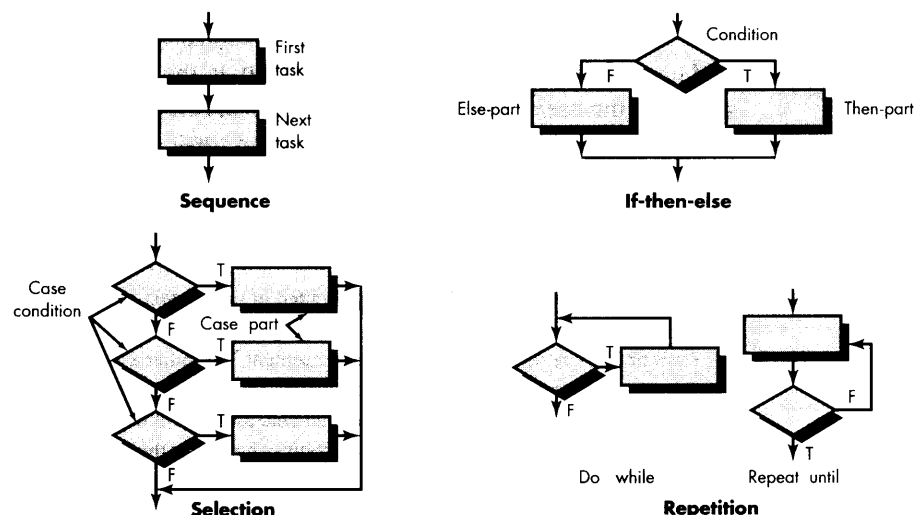 First
task
Next
task
Sequence
Condition
F
T
Else-part
Then-part
If-then-else
Case
condition
T
F
Case part
T
F
T
F
Selection
T
F
Do while
F
T
Repeat until
Repetition